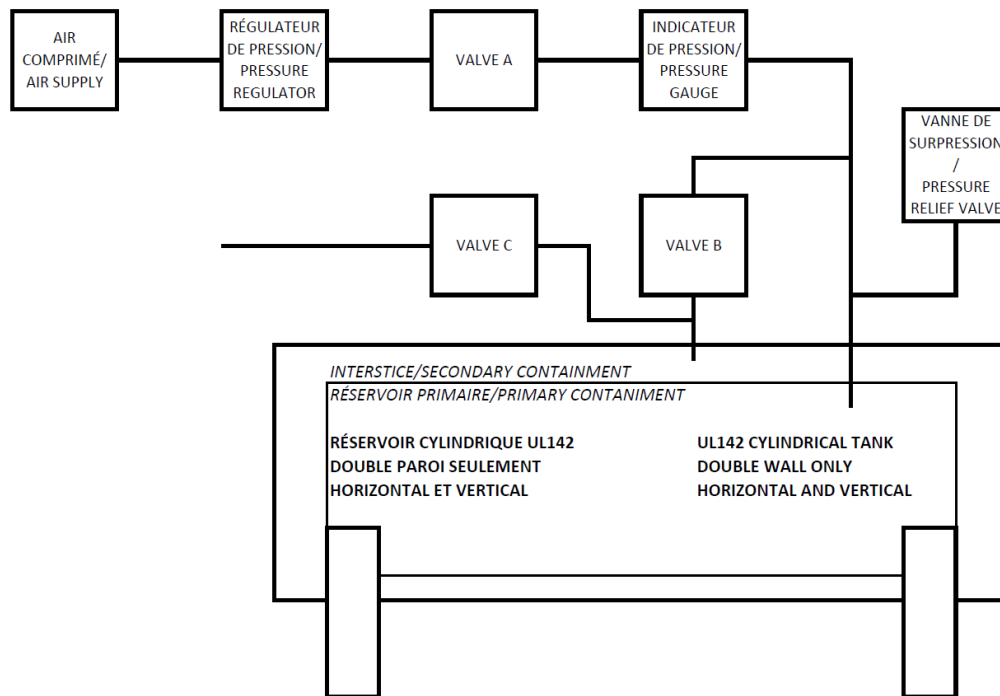 AIR
COMPRIMÉ/
AIR SUPPLY
RÉGULATEUR
DE PRESSION/
PRESSURE
REGULATOR
VALVE A
INDICATEUR
DE PRESSION/
PRESSURE
GAUGE
VANNE DE
SURPRESSION
/
PRESSURE
RELIEF VALVE
VALVE C
VALVE B
INTERSTICE/SECONDARY CONTAINMENT
RÉSERVOIR PRIMAIRE/PRIMARY CONTANIMENT
RÉSERVOIR CYLINDRIQUE UL142
DOUBLE PAROI SEULEMENT
HORIZONTAL ET VERTICAL
UL142 CYLINDRICAL TANK
DOUBLE WALL ONLY
HORIZONTAL AND VERTICAL